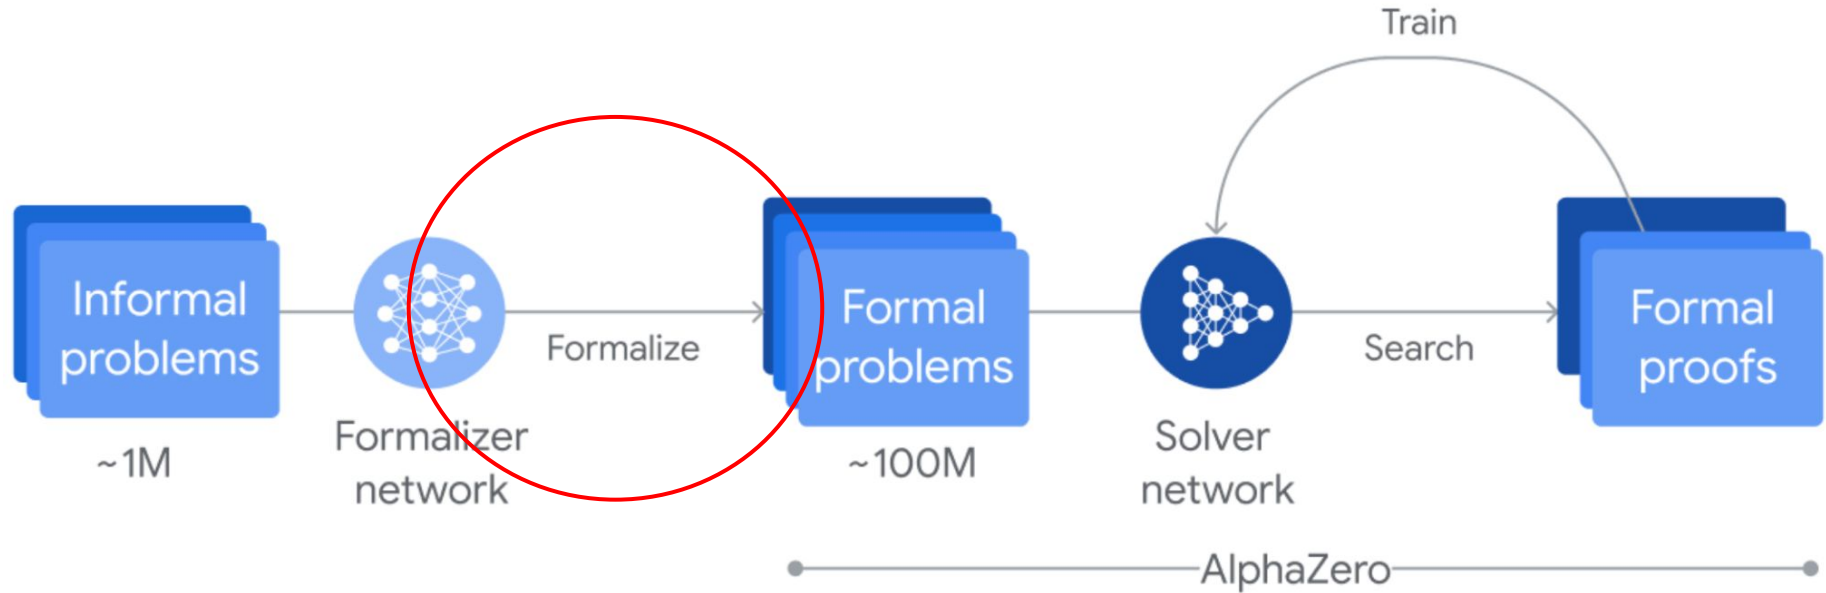 Train
Informal
problems
~1M
Formalizer
network
Formalize
Formal
problems
~100M
Solver
network
Search
Formal
proofs
AlphaZero